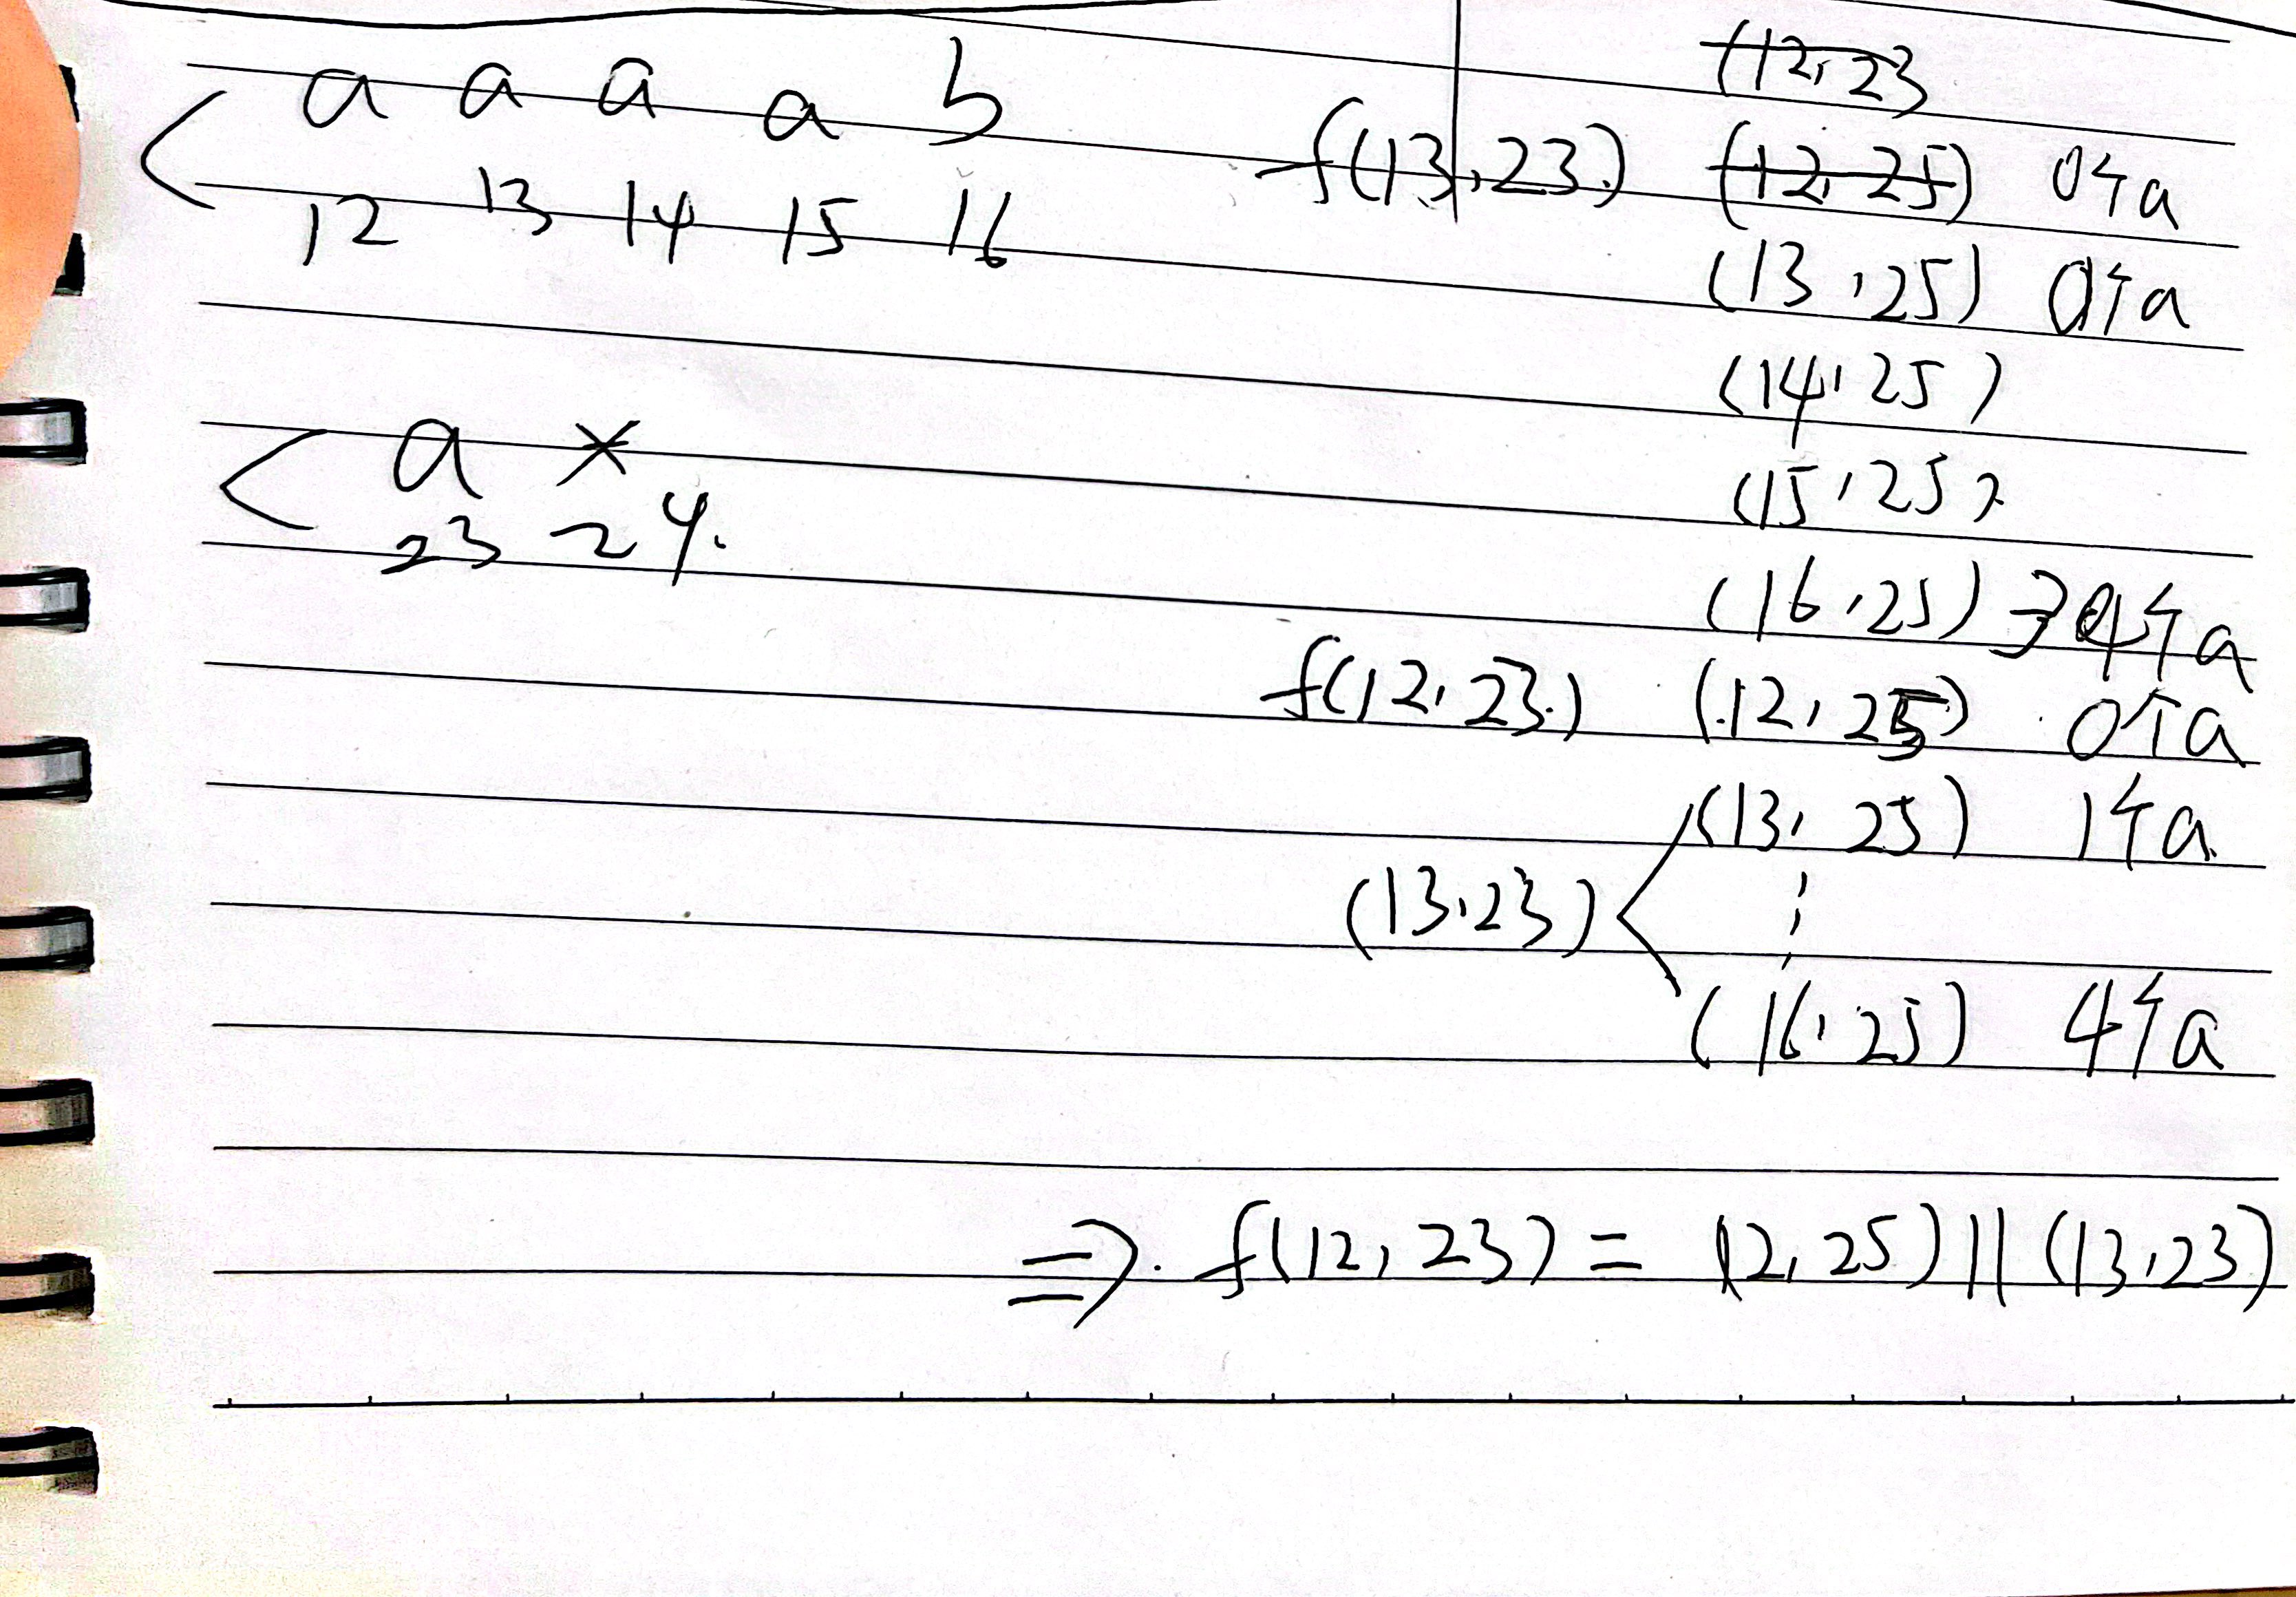 (12,23
a a a a b
f(13,23) (12,25) 0个a
12 13 14 15 16
(13,25) 0个a
(14,25)
a *
(15,25)
23 24.
(16,25) 3个a
f(12,23) (12,25) 0个a
(13,25) 1个a
(13,23)
(16,25) 4个a
⇒. f(12,23) = (12,25) || (13,23)